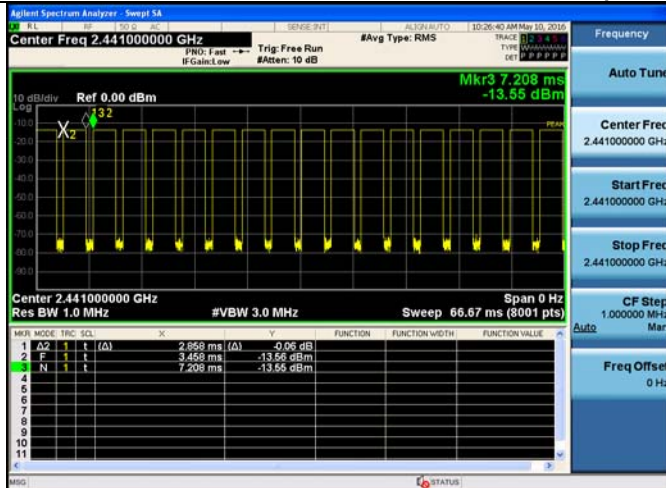 Agilent Spectrum Analyzer - Swept SA
RL RF 50 Ω AC SENSE:INT ALIGN AUTO 10:26:40 AM May 10, 2016
Center Freq 2.441000000 GHz #Avg Type: RMS TRACE 1 2 3 4 5 6
PNO: Fast Trig: Free Run TYPE
IFGain:Low #Atten: 10 dB DET P P P P P P
Mkr3 7.208 ms
-13.55 dBm
10 dB/div Ref 0.00 dBm
Log
-10.0
-20.0
-30.0
-40.0
-50.0
-60.0
-70.0
-80.0
-90.0
1 3 2
X2
PEAK
Center 2.441000000 GHz Span 0 Hz
Res BW 1.0 MHz #VBW 3.0 MHz Sweep 66.67 ms (8001 pts
MKR MODE TRC SCL X Y FUNCTION FUNCTION WIDTH FUNCTION VALUE
1 Δ2 1 t (Δ) 2.858 ms (Δ) -0.06 dB
2 F 1 t 3.458 ms -13.56 dBm
3 N 1 t 7.208 ms -13.55 dBm
4
5
6
7
8
9
10
11
MSG STATUS
Frequency
Auto Tune
Center Freq
2.441000000 GHz
Start Freq
2.441000000 GHz
Stop Freq
2.441000000 GHz
CF Step
1.000000 MHz
Auto Man
Freq Offset
0 Hz